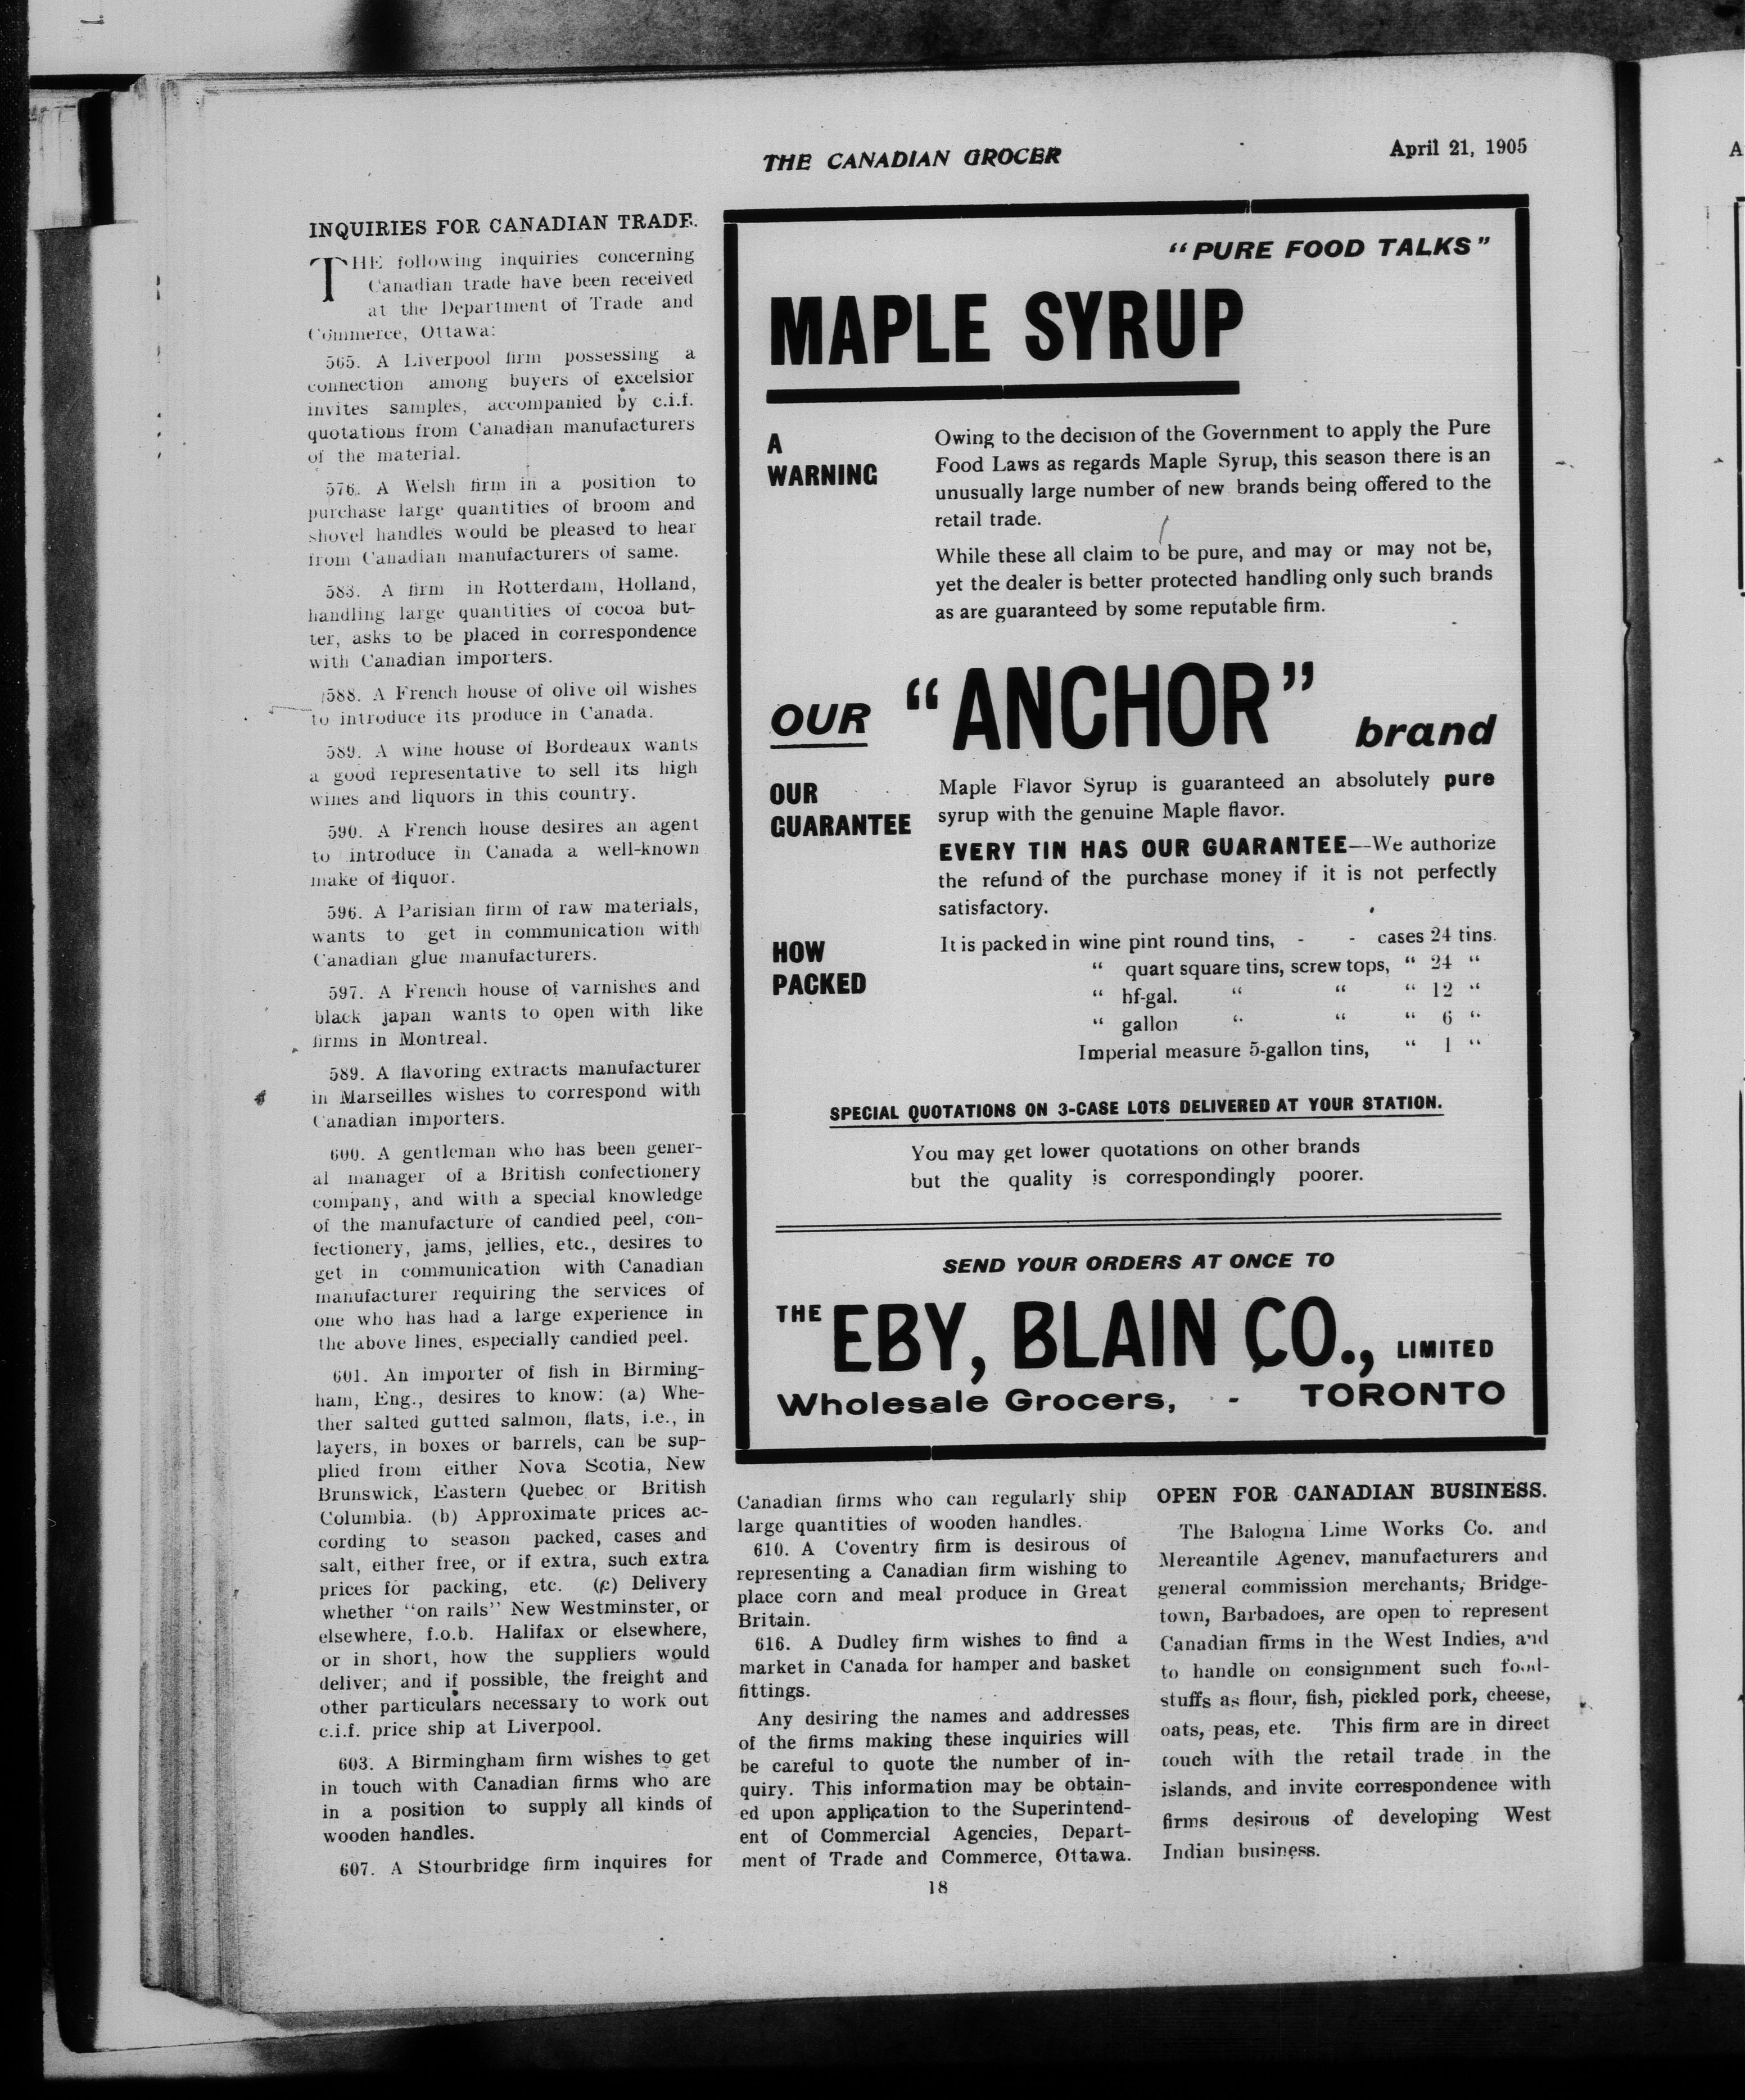 THE CANADIAN GROCER
April 21, 1905
INQUIRIES FOR CANADIAN TRADE.
THE following inquiries concerning
Canadian trade have been received
at the Department of Trade and
Commerce, Ottawa:
565. A Liverpool firm possessing a
connection among buyers of excelsior
invites samples, accompanied by c.i.f.
quotations from Canadian manufacturers
of the material.
576. A Welsh firm in a position to
purchase large quantities of broom and
shovel handles would be pleased to hear
from Canadian manufacturers of same.
583. A firm in Rotterdam, Holland,
handling large quantities of cocoa but-
ter, asks to be placed in correspondence
with Canadian importers.
588. A French house of olive oil wishes
to introduce its produce in Canada.
589. A wine house of Bordeaux wants
a good representative to sell its high
wines and liquors in this country.
590. A French house desires an agent
to introduce in Canada a well-known
make of liquor.
596. A Parisian firm of raw materials,
wants to get in communication with
Canadian glue manufacturers.
597. A French house of varnishes and
black japan wants to open with like
firms in Montreal.
589. A flavoring extracts manufacturer
in Marseilles wishes to correspond with
Canadian importers.
600. A gentleman who has been gener-
al manager of a British confectionery
company, and with a special knowledge
of the manufacture of candied peel, con-
fectionery, jams, jellies, etc., desires to
get in communication with Canadian
manufacturer requiring the services of
one who has had a large experience in
the above lines, especially candied peel.
601. An importer of fish in Birming-
ham, Eng., desires to know: (a) Whe-
ther salted gutted salmon, flats, i.e., in
layers, in boxes or barrels, can be sup-
plied from either Nova Scotia, New
Brunswick, Eastern Quebec or British
Columbia. (b) Approximate prices ac-
cording to season packed, cases and
salt, either free, or if extra, such extra
prices for packing, etc. (c) Delivery
whether "on rails" New Westminster, or
elsewhere, f.o.b. Halifax or elsewhere,
or in short, how the suppliers would
deliver; and if possible, the freight and
other particulars necessary to work out
c.i.f. price ship at Liverpool.
603. A Birmingham firm wishes to get
in touch with Canadian firms who are
in a position to supply all kinds of
wooden handles.
607. A Stourbridge firm inquires for
"PURE FOOD TALKS"
MAPLE SYRUP
A
WARNING
Owing to the decision of the Government to apply the Pure
Food Laws as regards Maple Syrup, this season there is an
unusually large number of new brands being offered to the
retail trade.
While these all claim to be pure, and may or may not be,
yet the dealer is better protected handling only such brands
as are guaranteed by some reputable firm.
OUR "ANCHOR" brand
OUR
GUARANTEE
Maple Flavor Syrup is guaranteed an absolutely pure
syrup with the genuine Maple flavor.
EVERY TIN HAS OUR GUARANTEE—We authorize
the refund of the purchase money if it is not perfectly
satisfactory.
HOW
PACKED
It is packed in wine pint round tins, - - cases 24 tins.
" quart square tins, screw tops, " 24 "
" hf-gal. " " " 12 "
" gallon " " " 6 "
Imperial measure 5-gallon tins, " 1 "
SPECIAL QUOTATIONS ON 3-CASE LOTS DELIVERED AT YOUR STATION.
You may get lower quotations on other brands
but the quality is correspondingly poorer.
SEND YOUR ORDERS AT ONCE TO
THE EBY, BLAIN CO., LIMITED
Wholesale Grocers, - TORONTO
Canadian firms who can regularly ship
large quantities of wooden handles.
610. A Coventry firm is desirous of
representing a Canadian firm wishing to
place corn and meal produce in Great
Britain.
616. A Dudley firm wishes to find a
market in Canada for hamper and basket
fittings.
Any desiring the names and addresses
of the firms making these inquiries will
be careful to quote the number of in-
quiry. This information may be obtain-
ed upon application to the Superintend-
ent of Commercial Agencies, Depart-
ment of Trade and Commerce, Ottawa.
OPEN FOR CANADIAN BUSINESS.
The Balogna Lime Works Co. and
Mercantile Agency, manufacturers and
general commission merchants, Bridge-
town, Barbadoes, are open to represent
Canadian firms in the West Indies, and
to handle on consignment such food-
stuffs as flour, fish, pickled pork, cheese,
oats, peas, etc. This firm are in direct
touch with the retail trade in the
islands, and invite correspondence with
firms desirous of developing West
Indian business.
18
A